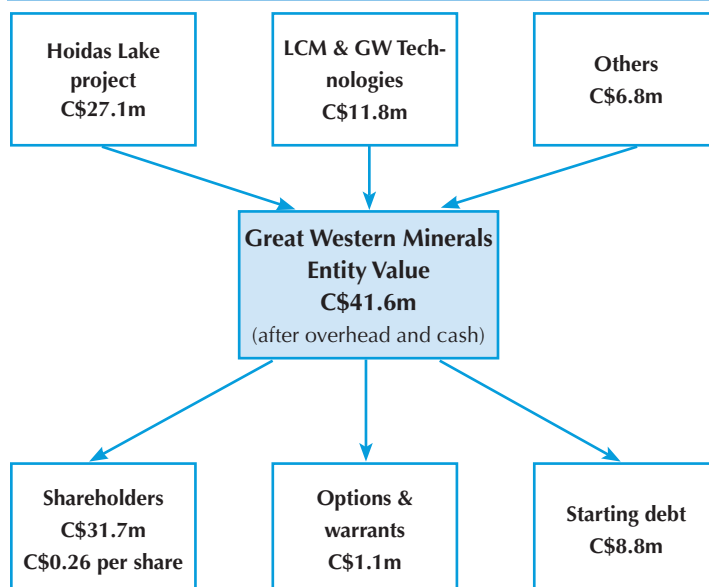 Hoidas Lake
project
C$27.1m
LCM & GW Tech-
nologies
C$11.8m
Others
C$6.8m
Great Western Minerals
Entity Value
C$41.6m
(after overhead and cash)
Shareholders
C$31.7m
C$0.26 per share
Options &
warrants
C$1.1m
Starting debt
C$8.8m